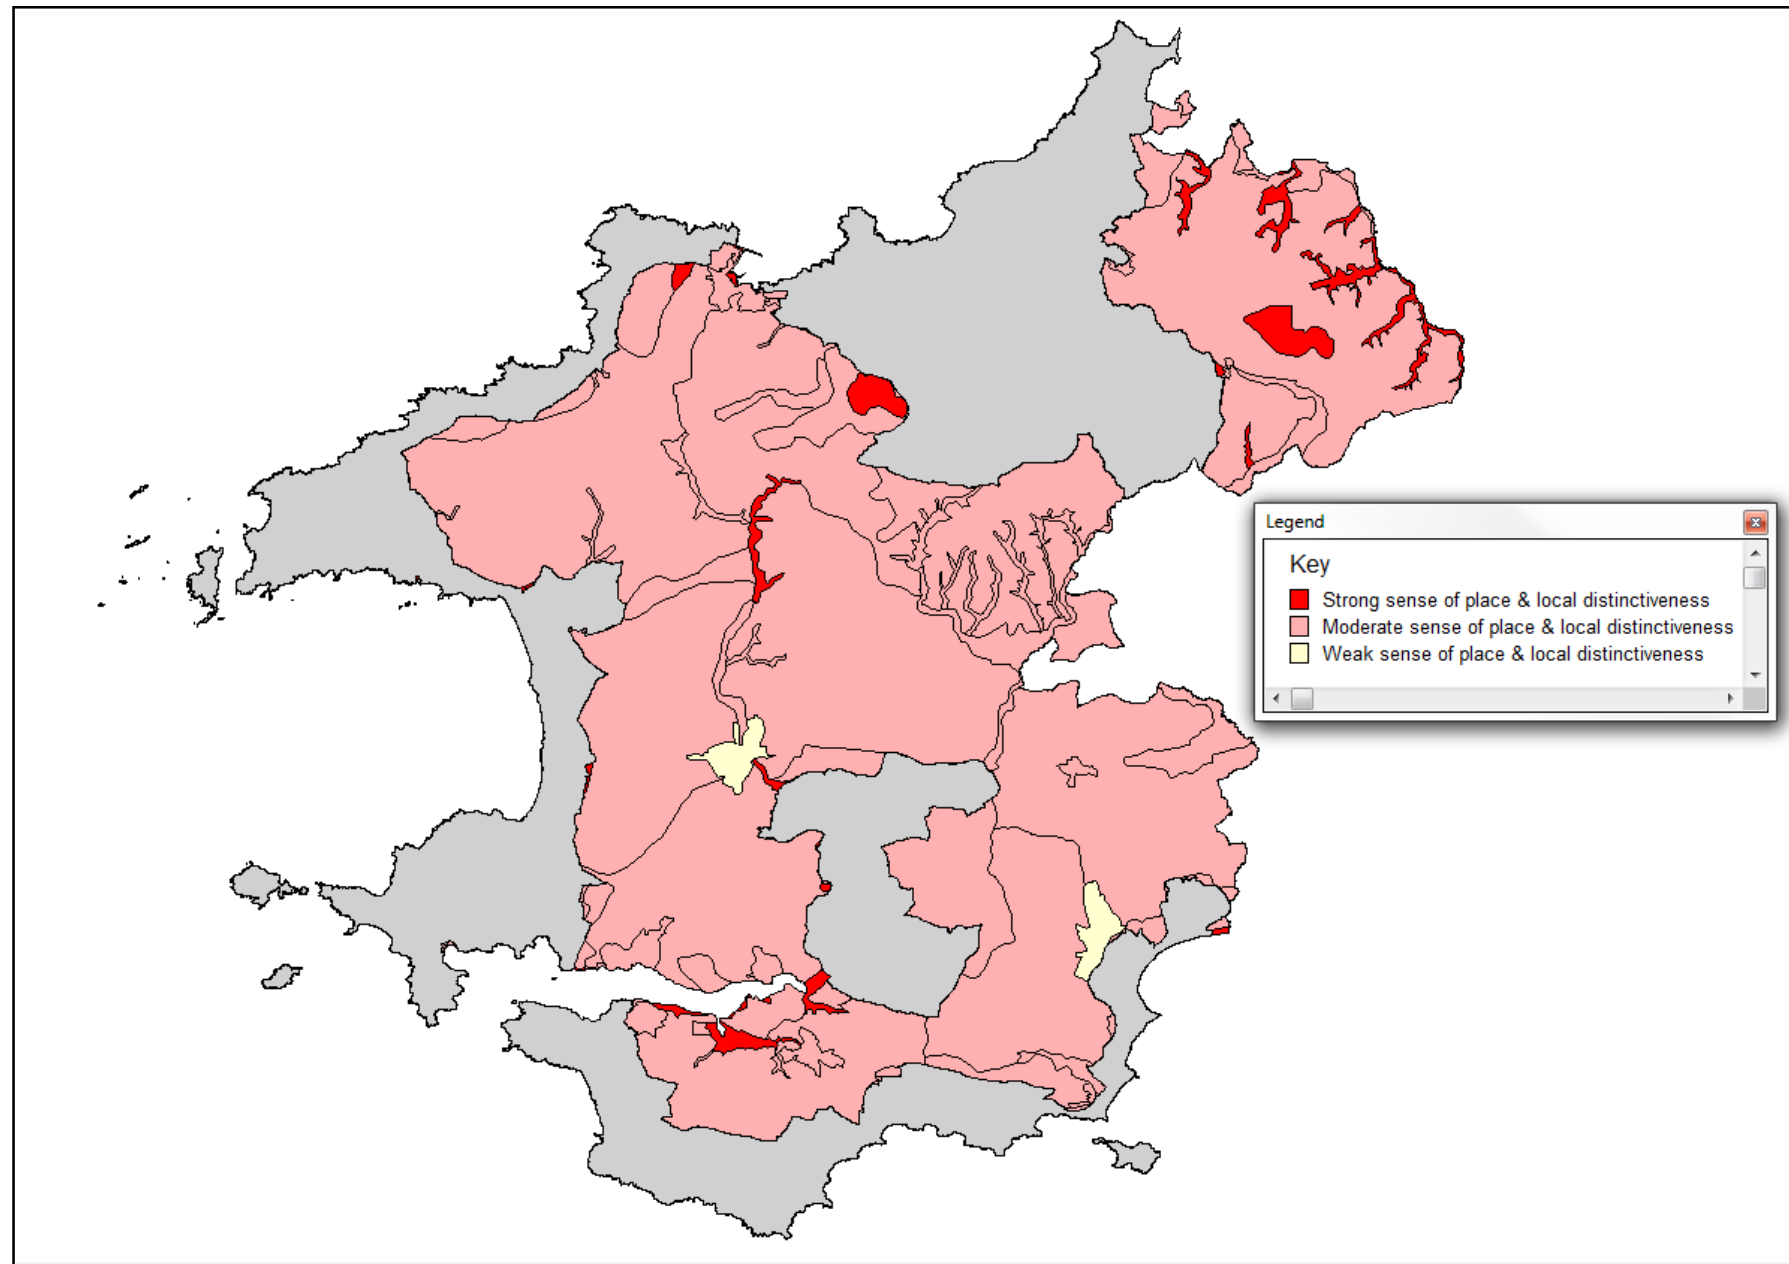 Legend
Key
Strong sense of place & local distinctiveness
Moderate sense of place & local distinctiveness
Weak sense of place & local distinctiveness